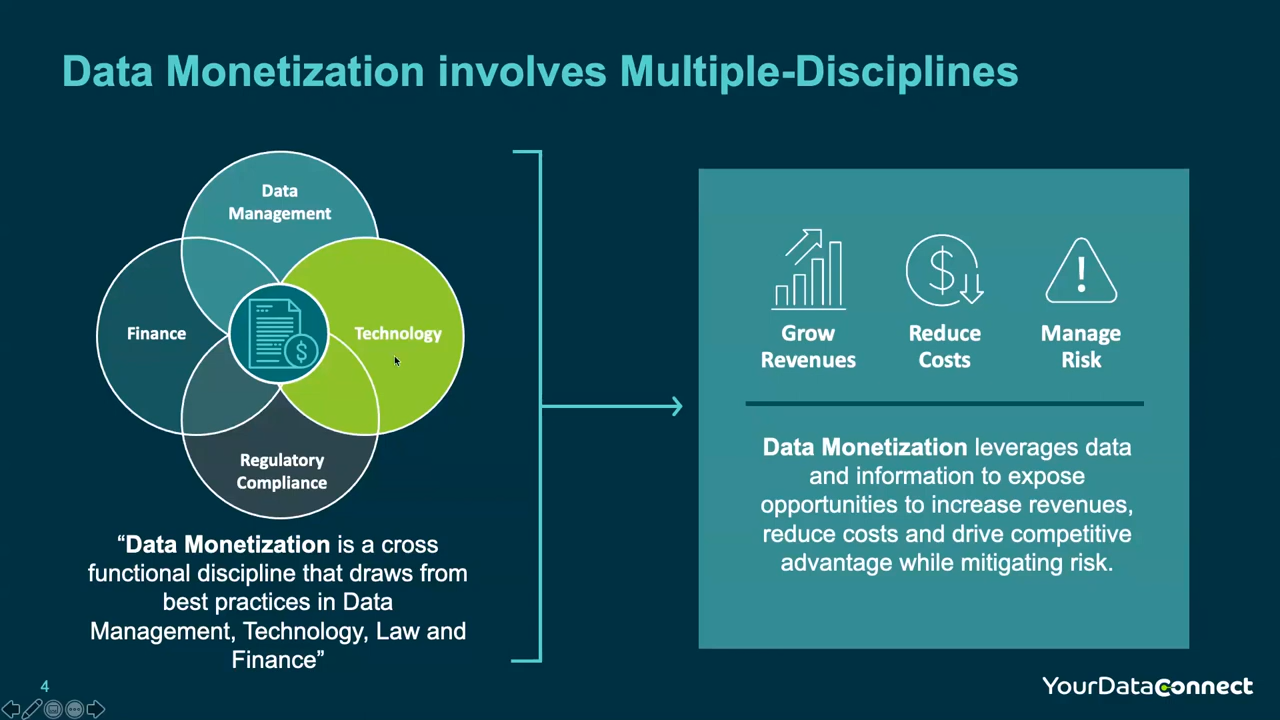 Data Monetization involves Multiple-Disciplines
Data
Management
Finance
Technology
$
Regulatory
Compliance
“Data Monetization is a cross
functional discipline that draws from
best practices in Data
Management, Technology, Law and
Finance”
$
!
Grow
Revenues
Reduce
Costs
Manage
Risk
Data Monetization leverages data
and information to expose
opportunities to increase revenues,
reduce costs and drive competitive
advantage while mitigating risk.
4
YourDataConnect